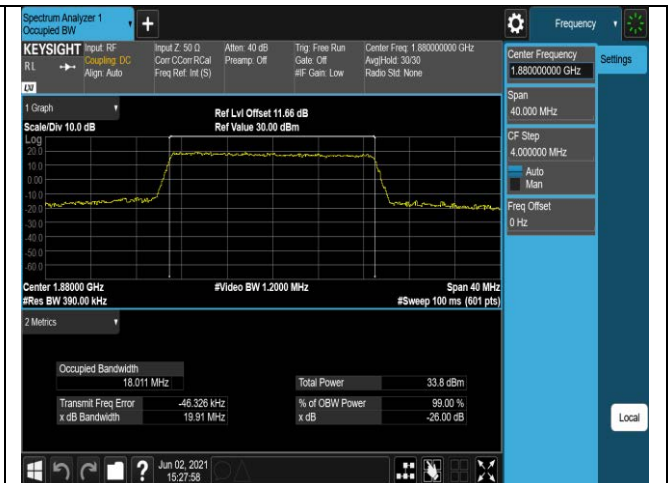 Spectrum Analyzer 1
Occupied BW
+
Frequency
KEYSIGHT
RL
LXI
Input: RF
Coupling: DC
Align: Auto
Input Z: 50 Ω
Corr CCorr RCal
Freq Ref: Int (S)
Atten: 40 dB
Preamp: Off
Trig: Free Run
Gate: Off
#IF Gain: Low
Center Freq: 1.880000000 GHz
Avg|Hold: 30/30
Radio Std: None
Center Frequency
1.880000000 GHz
Settings
Span
40.000 MHz
CF Step
4.000000 MHz
Auto
Man
Freq Offset
0 Hz
Local
1 Graph
Scale/Div 10.0 dB
Ref Lvl Offset 11.66 dB
Ref Value 30.00 dBm
Log
20.0
10.0
0.00
-10.0
-20.0
-30.0
-40.0
-50.0
-60.0
Center 1.88000 GHz
#Video BW 1.2000 MHz
Span 40 MHz
#Res BW 390.00 kHz
#Sweep 100 ms (601 pts)
2 Metrics
Occupied Bandwidth
18.011 MHz
Total Power 33.8 dBm
Transmit Freq Error -46.326 kHz
% of OBW Power 99.00 %
x dB Bandwidth 19.91 MHz
x dB -26.00 dB
?
Jun 02, 2021
15:27:58